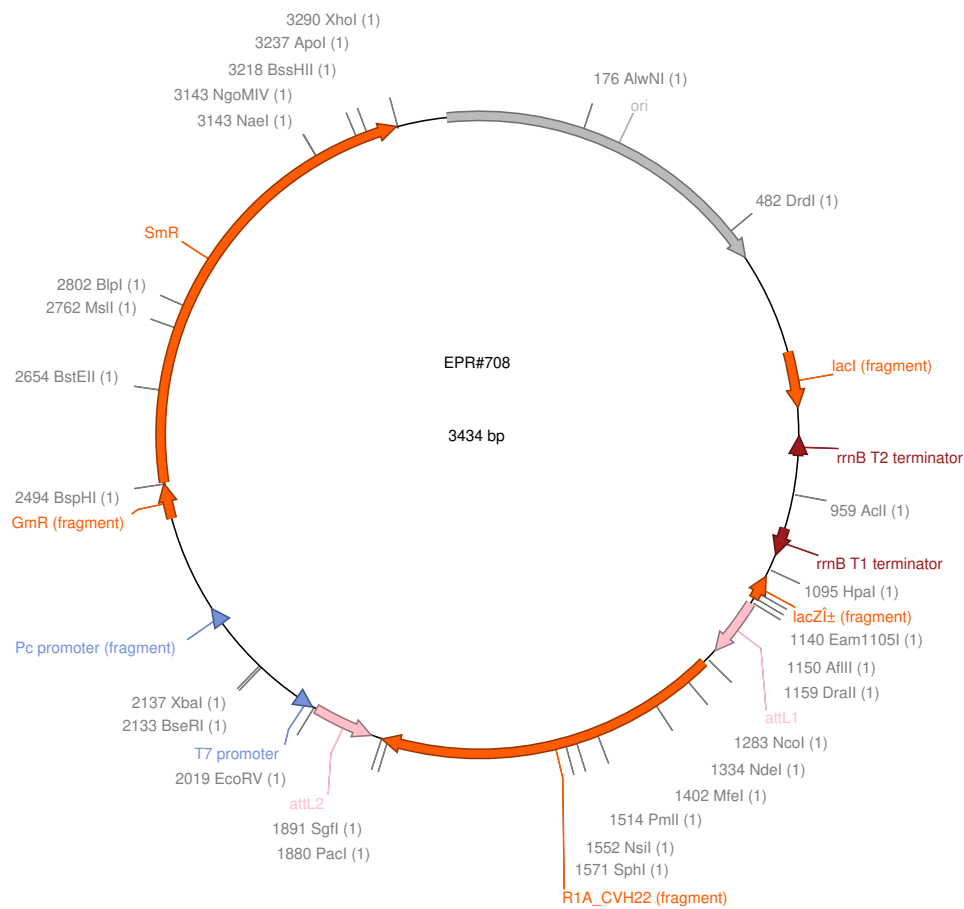 3290 XhoI (1)
3237 ApoI (1)
3218 BssHII (1)
3143 NgoMIV (1)
3143 NaeI (1)
176 AlwNI (1)
ori
482 DrdI (1)
SmR
2802 BlpI (1)
2762 MslI (1)
2654 BstEII (1)
EPR#708
3434 bp
lacI (fragment)
rrnB T2 terminator
959 AclI (1)
rrnB T1 terminator
1095 HpaI (1)
lacZÎ± (fragment)
1140 Eam1105I (1)
1150 AflII (1)
1159 DraII (1)
attL1
1283 NcoI (1)
1334 NdeI (1)
1402 MfeI (1)
1514 PmlI (1)
1552 NsiI (1)
1571 SphI (1)
R1A_CVH22 (fragment)
2494 BspHI (1)
GmR (fragment)
Pc promoter (fragment)
2137 XbaI (1)
2133 BseRI (1)
T7 promoter
2019 EcoRV (1)
attL2
1891 SgfI (1)
1880 PacI (1)